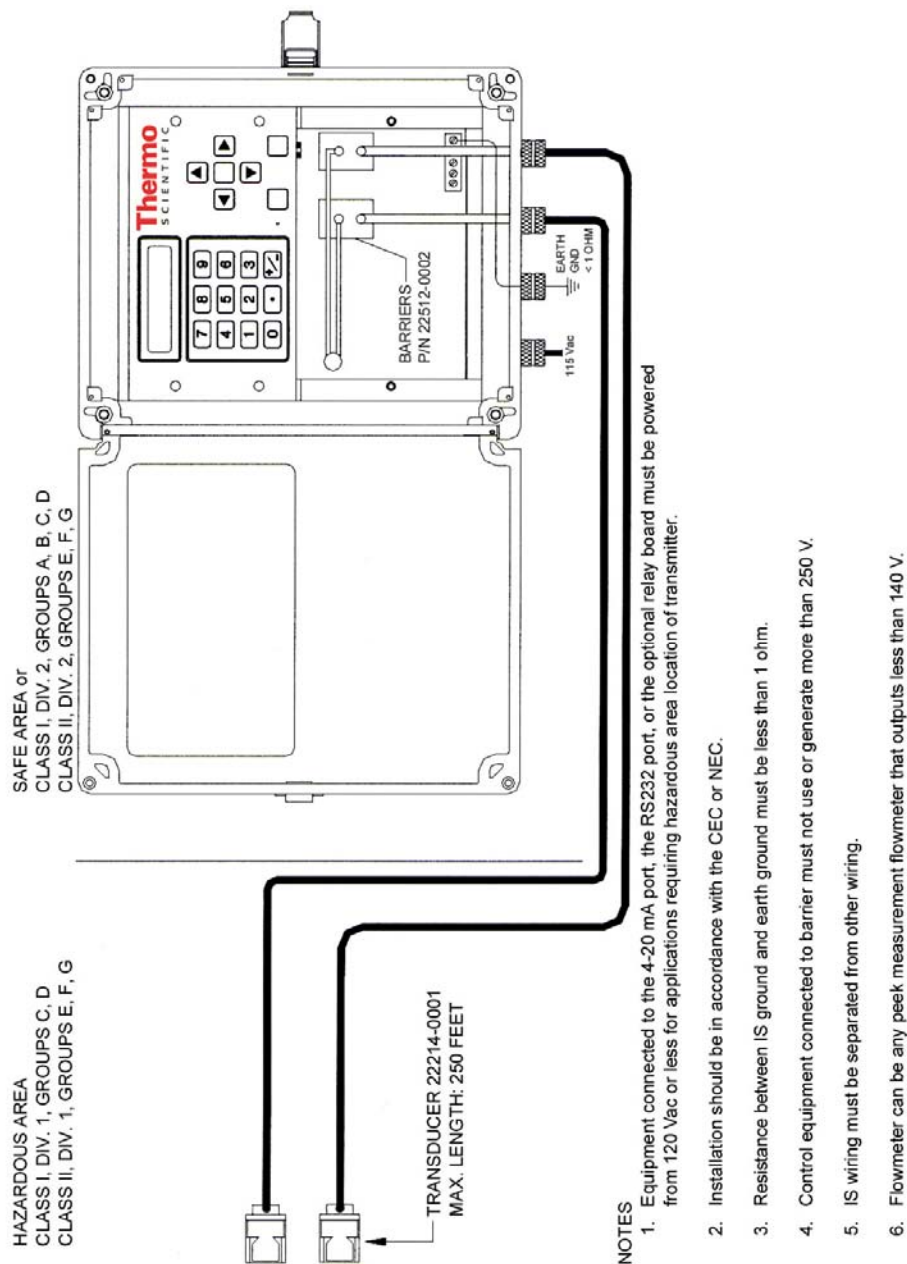 HAZARDOUS AREA
CLASS I, DIV. 1, GROUPS C, D
CLASS II, DIV. 1, GROUPS E, F, G
SAFE AREA or
CLASS I, DIV. 2, GROUPS A, B, C, D
CLASS II, DIV. 2, GROUPS E, F, G
Thermo
SCIENTIFIC
7 8 9
4 5 6
1 2 3
0 • +/-
BARRIERS
P/N 22512-0002
115 Vac
EARTH
GND
< 1 OHM
TRANSDUCER 22214-0001
MAX. LENGTH: 250 FEET
NOTES
1. Equipment connected to the 4-20 mA port, the RS232 port, or the optional relay board must be powered
from 120 Vac or less for applications requiring hazardous area location of transmitter.
2. Installation should be in accordance with the CEC or NEC.
3. Resistance between IS ground and earth ground must be less than 1 ohm.
4. Control equipment connected to barrier must not use or generate more than 250 V.
5. IS wiring must be separated from other wiring.
6. Flowmeter can be any peek measurement flowmeter that outputs less than 140 V.